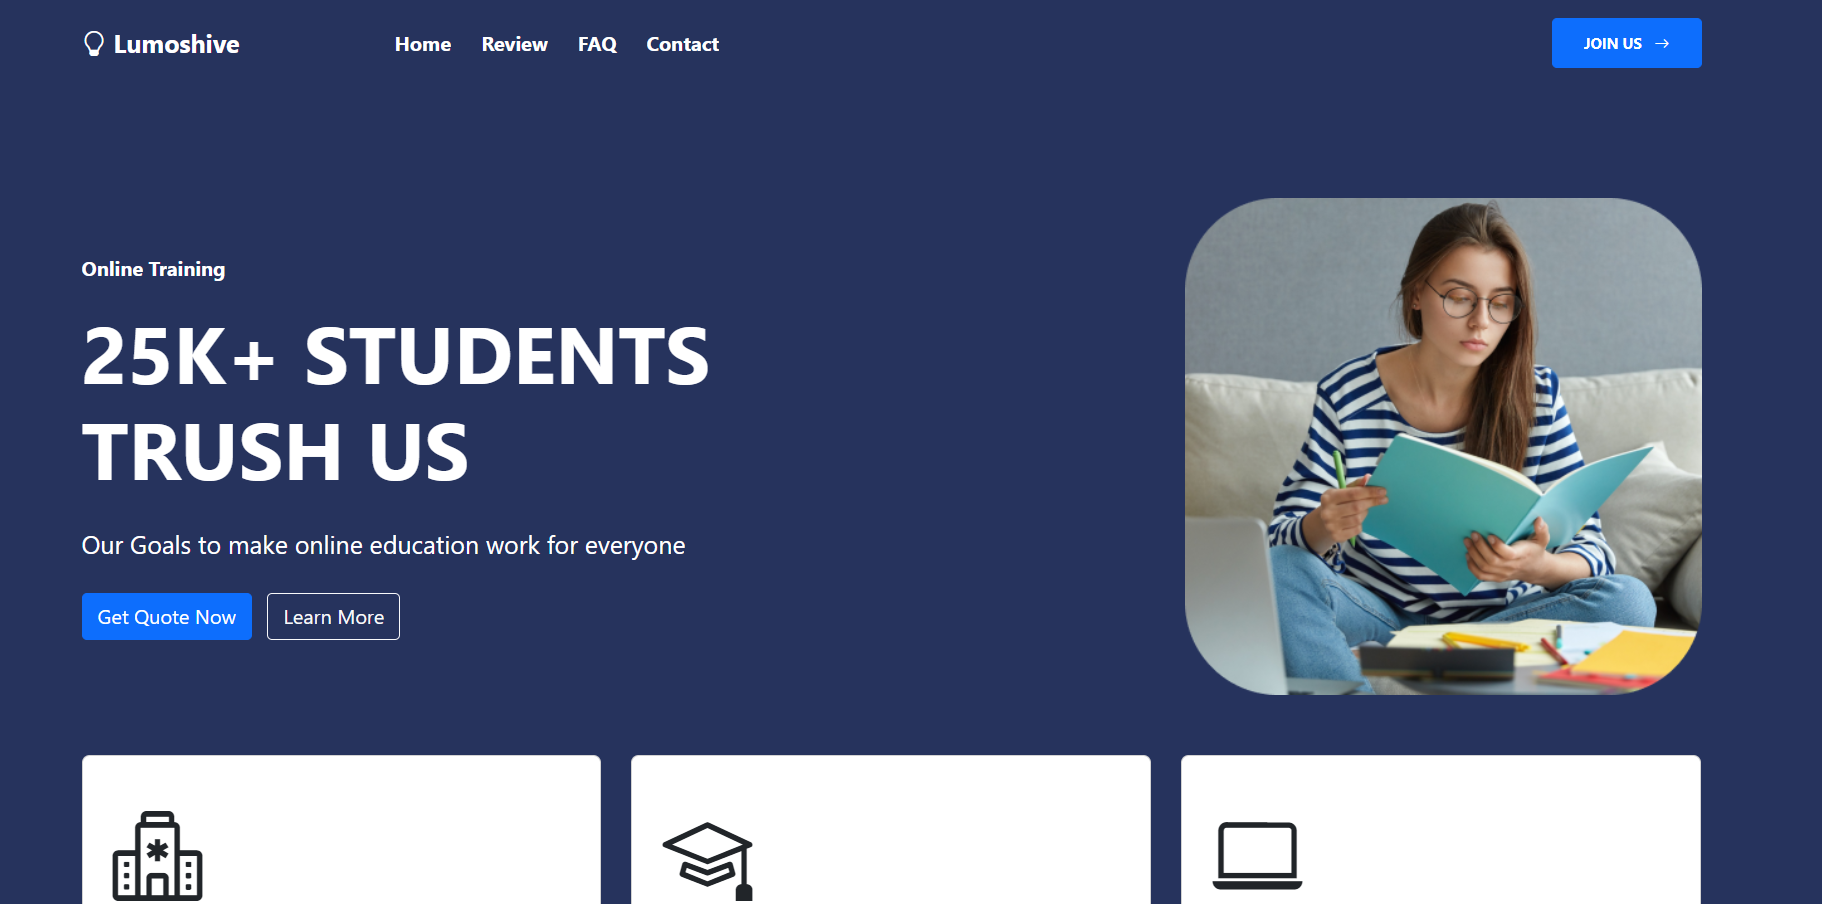 Lumoshive
Home Review FAQ Contact
JOIN US →
Online Training
25K+ STUDENTS
TRUSH US
Our Goals to make online education work for everyone
Get Quote Now
Learn More